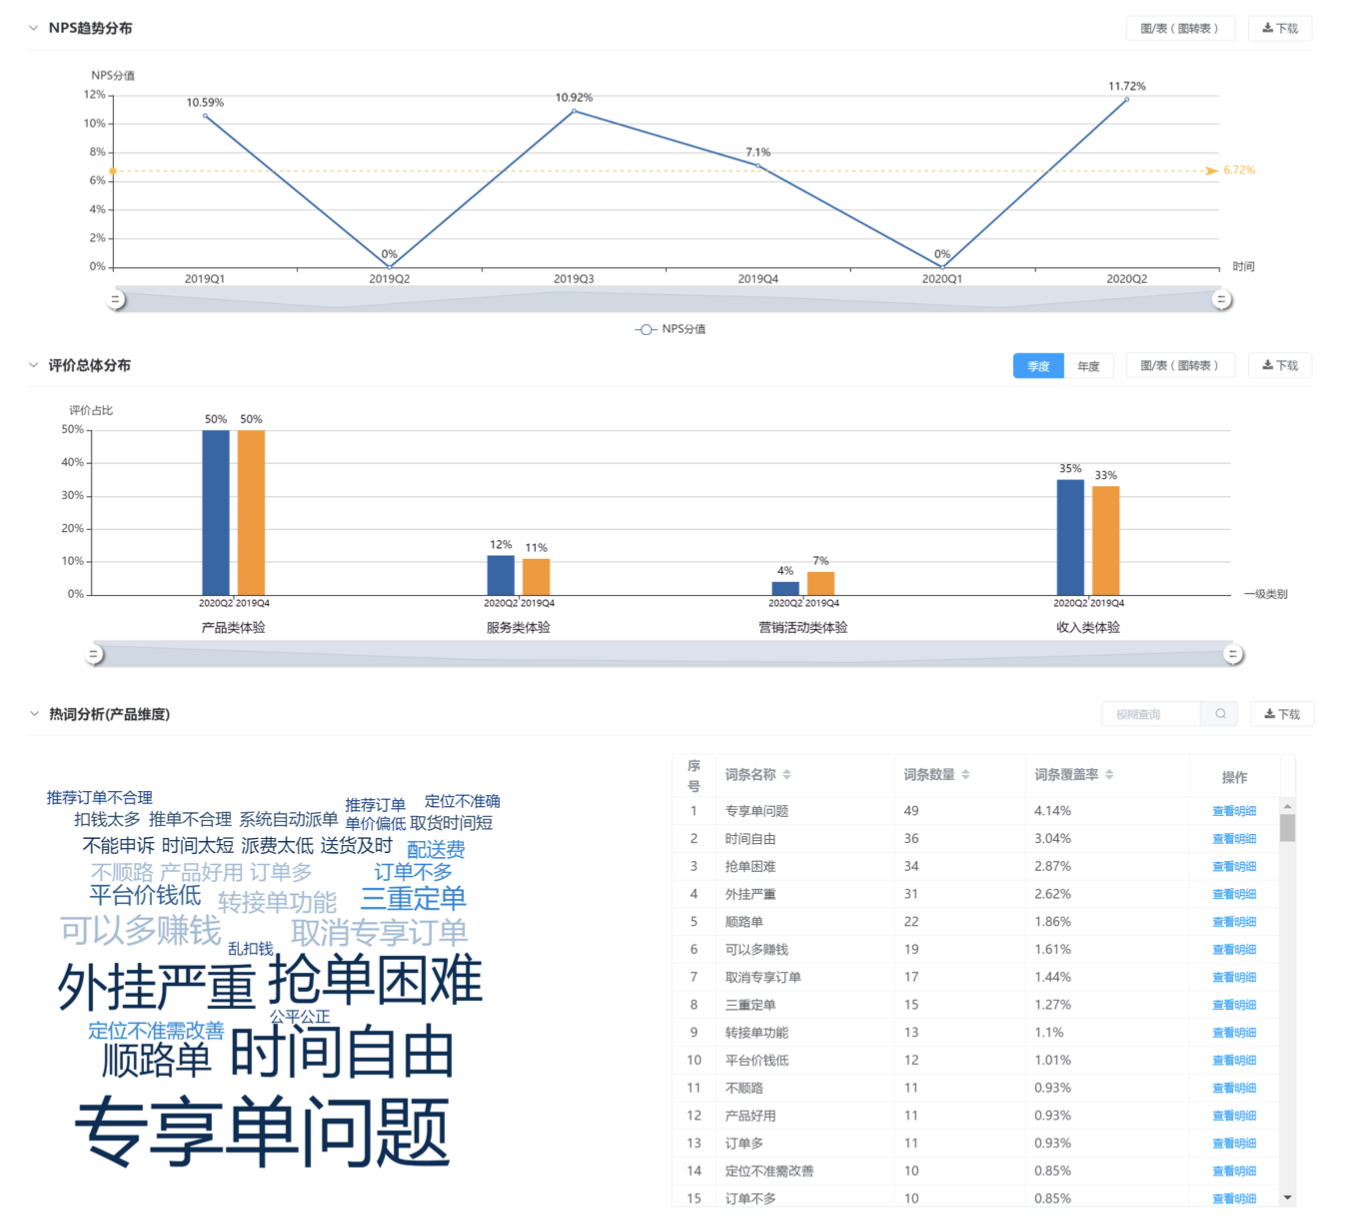 NPS趋势分布
图/表 ( 图转表 )
下载
NPS分值
12%
10%
8%
6%
4%
2%
0%
10.59%
0%
10.92%
7.1%
0%
11.72%
6.72%
2019Q1
2019Q2
2019Q3
2019Q4
2020Q1
2020Q2
时间
NPS分值
评价总体分布
季度
年度
图/表 ( 图转表 )
下载
评价占比
50%
40%
30%
20%
10%
0%
50% 50%
12% 11%
4% 7%
35% 33%
2020Q2 2019Q4
2020Q2 2019Q4
2020Q2 2019Q4
2020Q2 2019Q4
一级类别
产品类体验
服务类体验
营销活动类体验
收入类体验
热词分析(产品维度)
模糊查询
下载
推荐订单不合理
推荐订单
定位不准确
扣钱太多 推单不合理 系统自动派单 单价偏低 取货时间短
不能申诉 时间太短 派费太低 送货及时 配送费
不顺路 产品好用 订单多 订单不多
平台价钱低 转接单功能 三重定单
可以多赚钱 取消专享订单
乱扣钱
外挂严重 抢单困难
公平公正
定位不准需改善
顺路单 时间自由
专享单问题
序号 词条名称 词条数量 词条覆盖率 操作
1 专享单问题 49 4.14% 查看明细
2 时间自由 36 3.04% 查看明细
3 抢单困难 34 2.87% 查看明细
4 外挂严重 31 2.62% 查看明细
5 顺路单 22 1.86% 查看明细
6 可以多赚钱 19 1.61% 查看明细
7 取消专享订单 17 1.44% 查看明细
8 三重定单 15 1.27% 查看明细
9 转接单功能 13 1.1% 查看明细
10 平台价钱低 12 1.01% 查看明细
11 不顺路 11 0.93% 查看明细
12 产品好用 11 0.93% 查看明细
13 订单多 11 0.93% 查看明细
14 定位不准需改善 10 0.85% 查看明细
15 订单不多 10 0.85% 查看明细